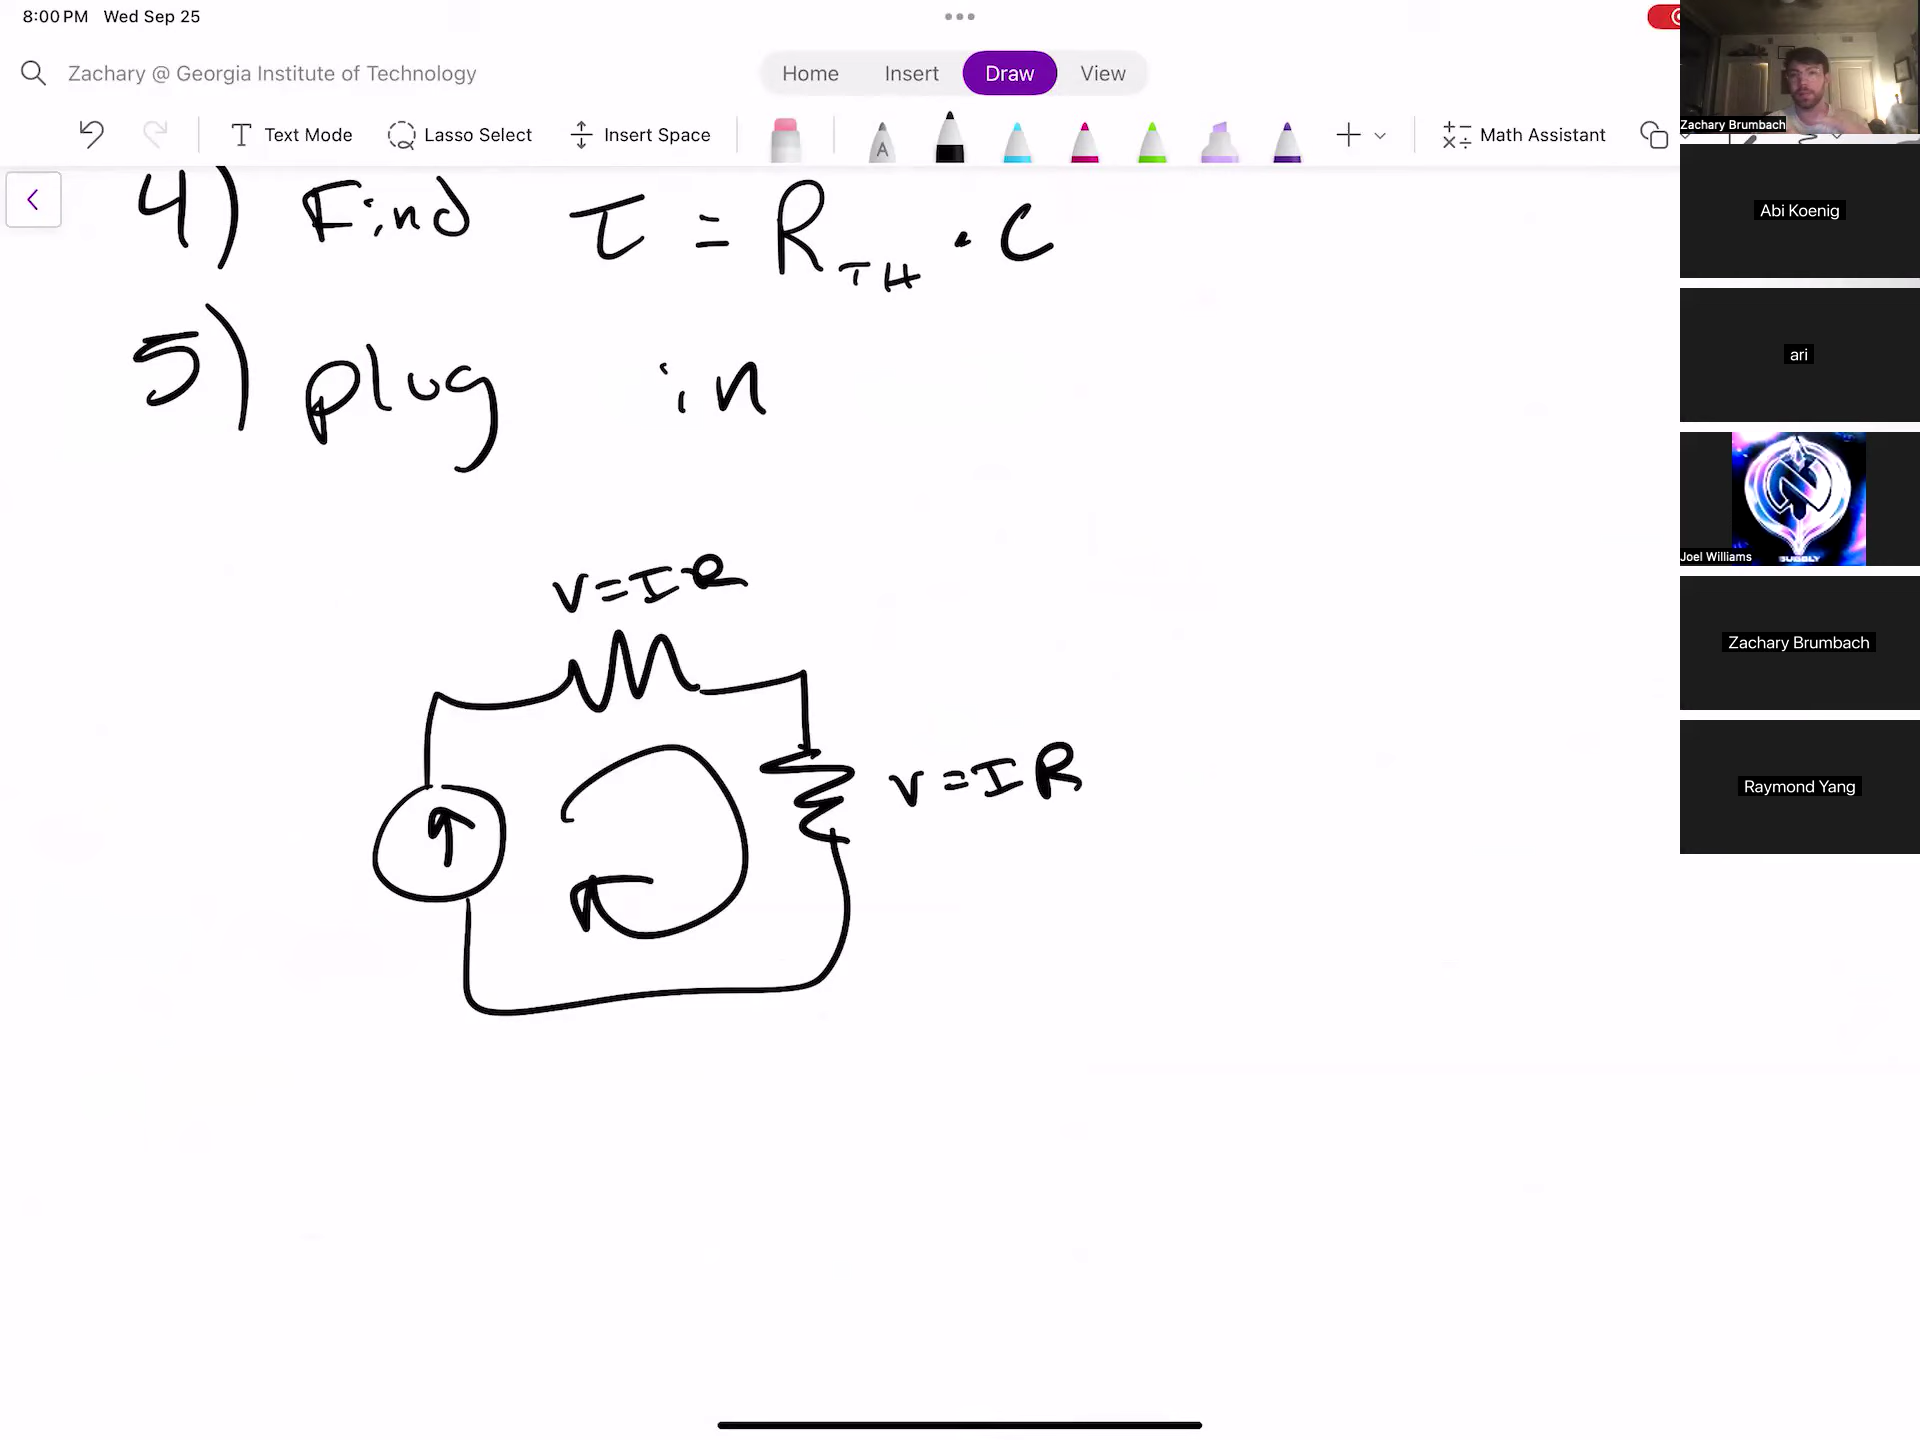 8:00 PM Wed Sep 25
Zachary @ Georgia Institute of Technology
Home Insert Draw View
Text Mode Lasso Select Insert Space A Math Assistant
4) Find τ = R_TH · C
5) plug in
V=IR
V=IR
Zachary Brumbach
Abi Koenig
ari
Joel Williams
Zachary Brumbach
Raymond Yang